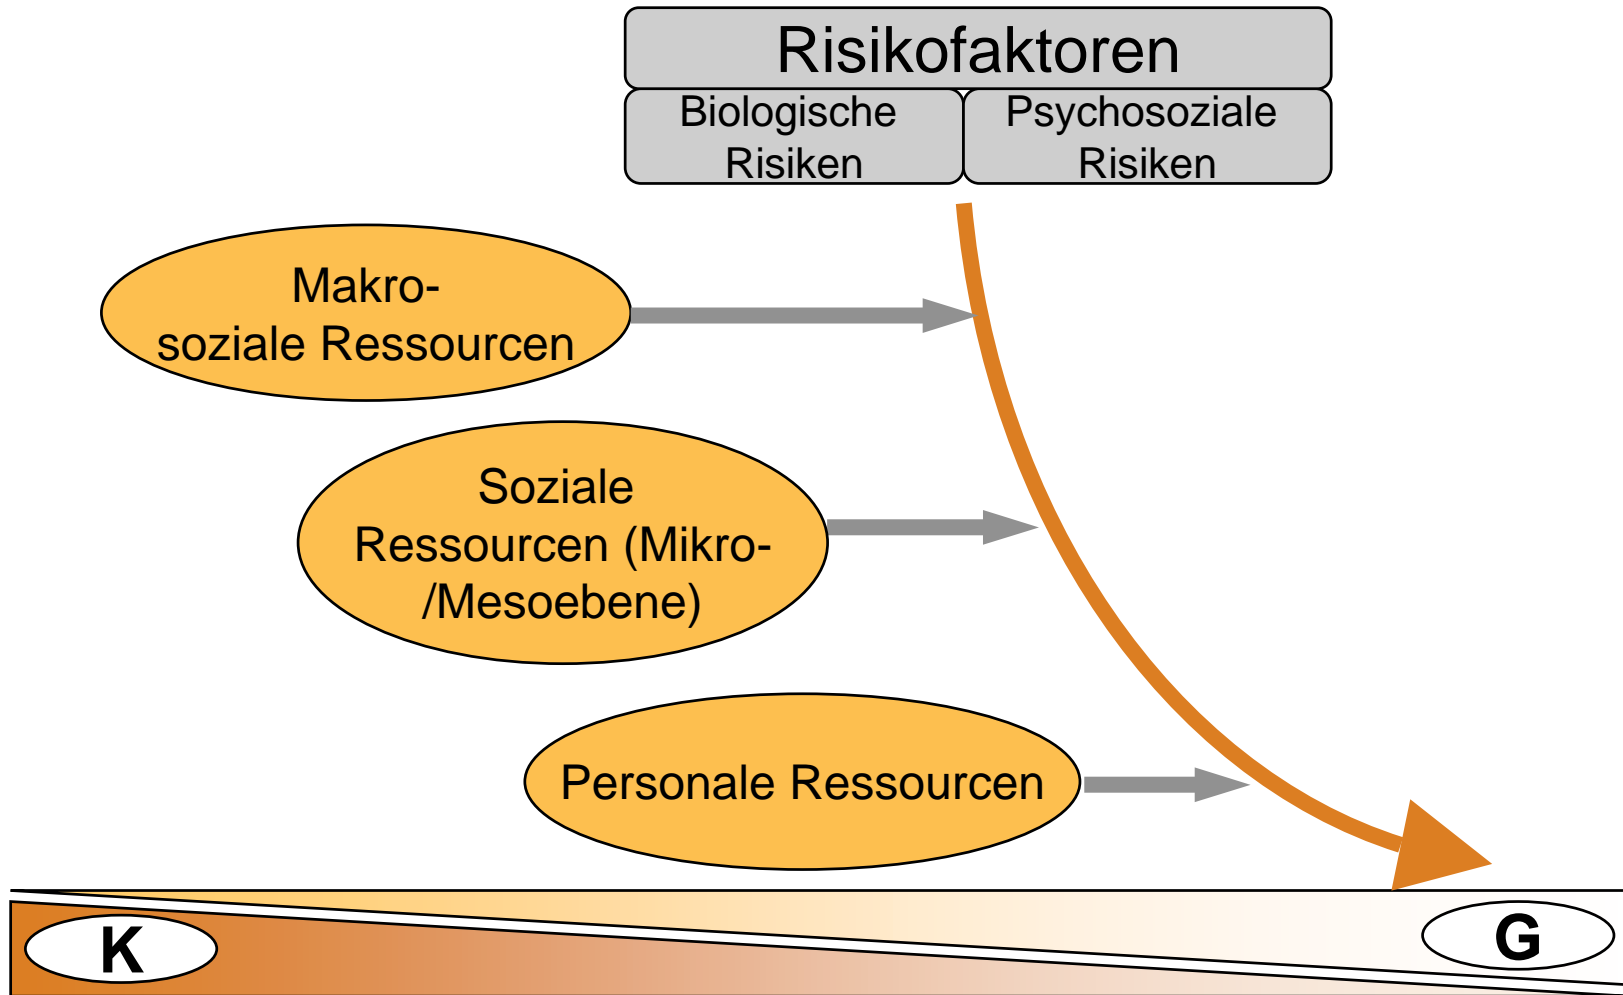 Risikofaktoren
Biologische
Risiken
Psychosoziale
Risiken
Makro-
soziale Ressourcen
Soziale
Ressourcen (Mikro-
/Mesoebene)
Personale Ressourcen
K
G